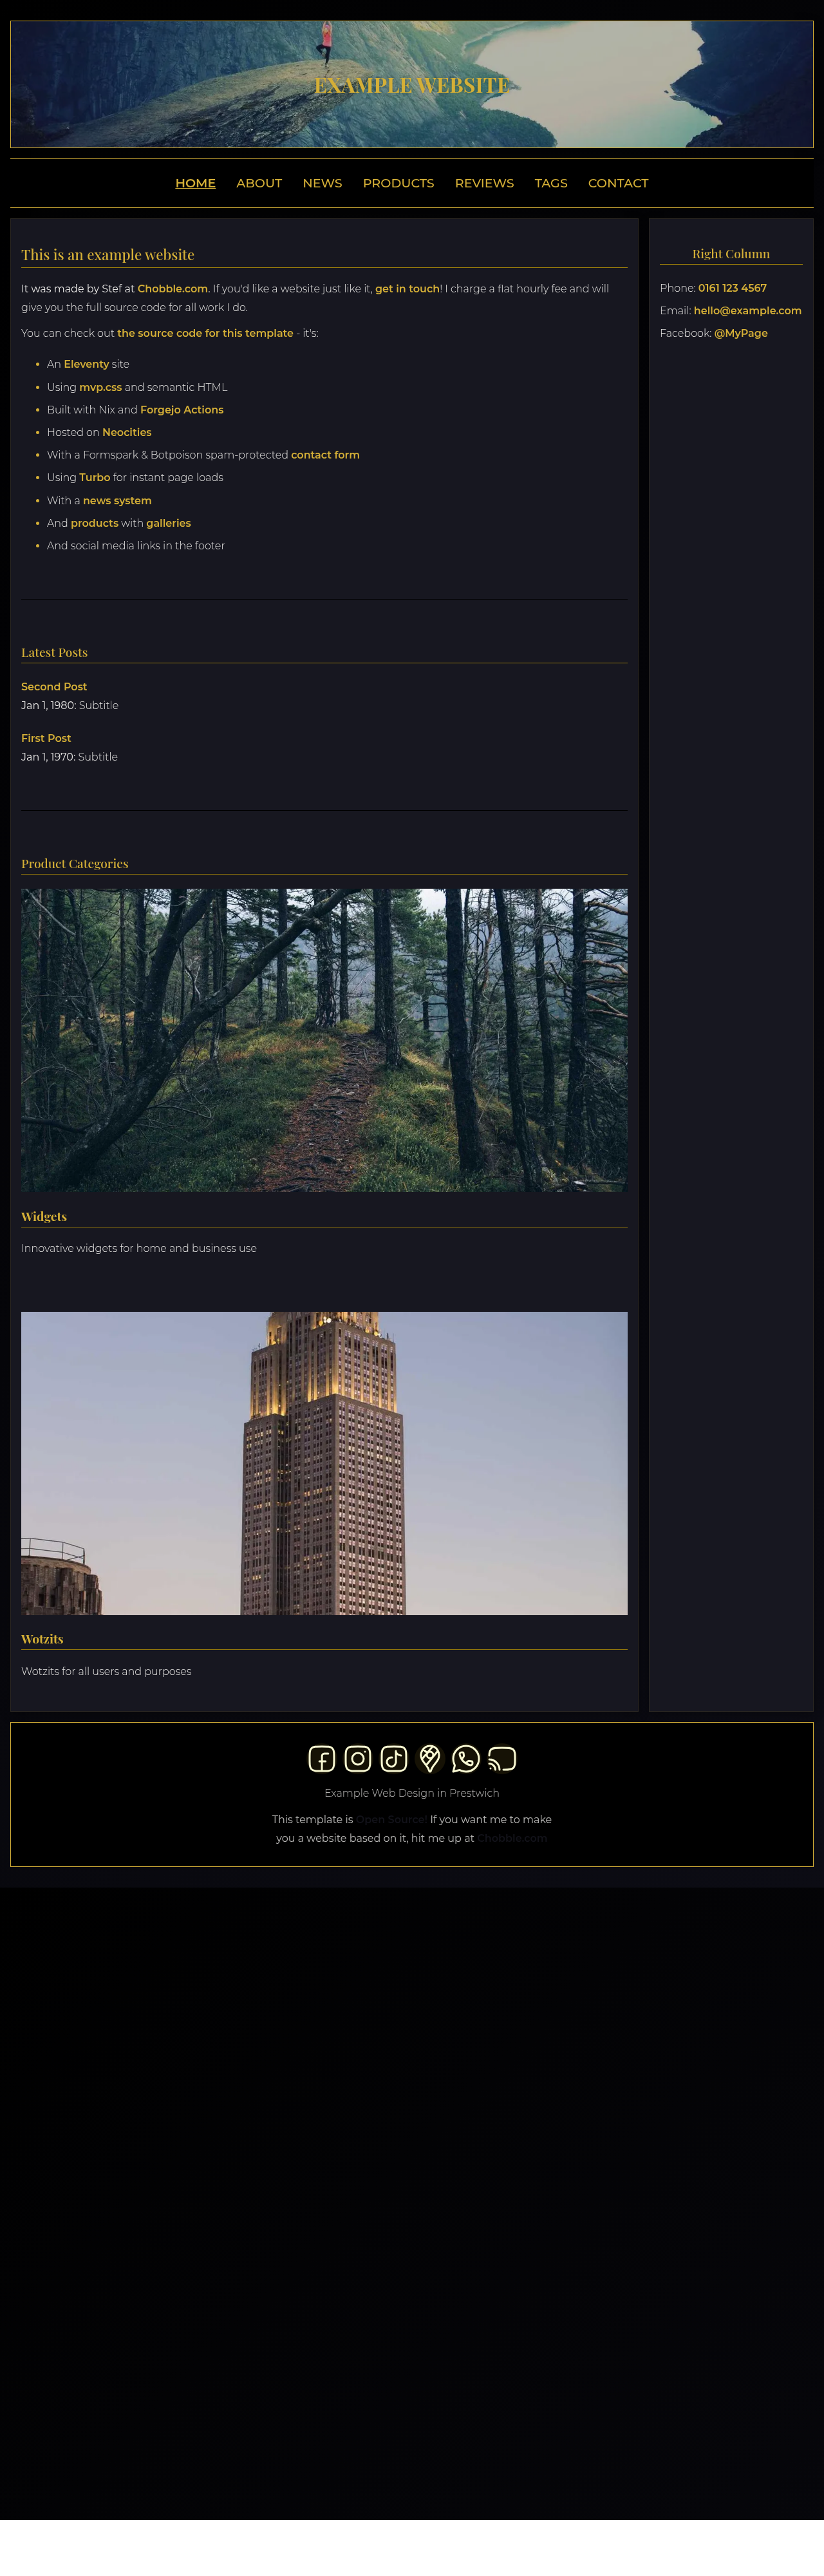 EXAMPLE WEBSITE
HOME ABOUT NEWS PRODUCTS REVIEWS TAGS CONTACT
This is an example website
It was made by Stef at Chobble.com. If you'd like a website just like it, get in touch! I charge a flat hourly fee and will
give you the full source code for all work I do.
You can check out the source code for this template - it's:
• An Eleventy site
• Using mvp.css and semantic HTML
• Built with Nix and Forgejo Actions
• Hosted on Neocities
• With a Formspark & Botpoison spam-protected contact form
• Using Turbo for instant page loads
• With a news system
• And products with galleries
• And social media links in the footer
Latest Posts
Second Post
Jan 1, 1980: Subtitle
First Post
Jan 1, 1970: Subtitle
Product Categories
Widgets
Innovative widgets for home and business use
Wotzits
Wotzits for all users and purposes
Right Column
Phone: 0161 123 4567
Email: hello@example.com
Facebook: @MyPage
Example Web Design in Prestwich
This template is Open Source! If you want me to make
you a website based on it, hit me up at Chobble.com